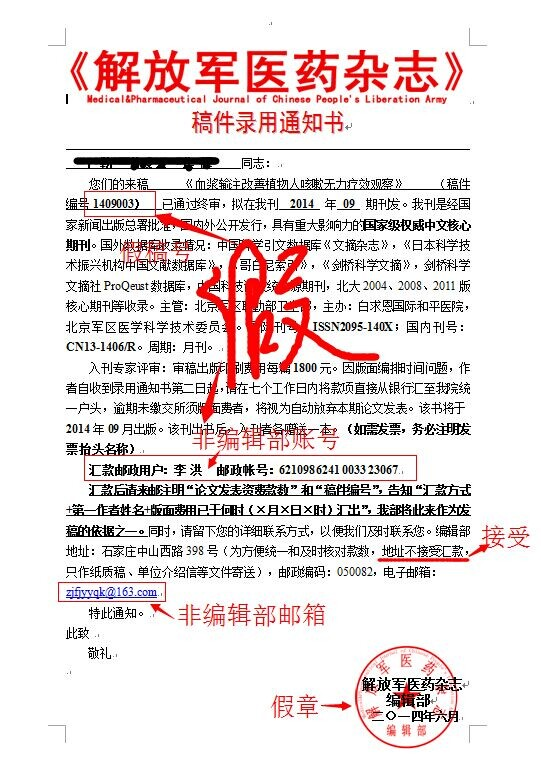 《解放军医药杂志》
Medical&Pharmaceutical Journal of Chinese People's Liberation Army
稿件录用通知书
同志：
您们的来稿 《血浆输注改善植物人咳嗽无力疗效观察》 （稿件
编号 1409003） 已通过终审，拟在我刊 2014 年 09 期刊发。我刊是经国
家新闻出版总署批准，国内外公开发行，具有重大影响力的国家级权威中文核心
期刊。国外数据库收录情况：中国科学引文数据库《文摘杂志》，《日本科学技
术振兴机构中国文献数据库》，《哥白尼索引》，《剑桥科学文摘》，剑桥科学
文摘社 ProQeust 数据库，中国科技论文统计源期刊，北大 2004、2008、2011 版
核心期刊等收录。主管：北京军区联勤部卫生部，主办：白求恩国际和平医院，
北京军区医学科学技术委员会。国际刊号：ISSN2095-140X；国内刊号：
CN13-1406/R。周期：月刊。
入刊专家评审：审稿出版印刷费用每篇 1800 元。因版面编排时间问题，作
者自收到录用通知书第二日起，请在七个工作日内将款项直接从银行汇至我院统
一户头，逾期未缴交所须版面费者，将视为自动放弃本期论文发表。该书将于
2014 年 09 月出版。该刊出书后，入刊者各赠送一本。（如需发票，务必注明发
票抬头名称）
汇款邮政用户：李 洪 邮政帐号：6210986241 0033 23067
汇款后请来邮注明“论文发表资费款数”和“稿件编号”，告知“汇款方式
+第一作者姓名+版面费用已于何时（×月×日×时）汇出”，我部将此来作为发
稿的依据之一。同时，请留下您的详细联系方式，以便我们及时联系您。编辑部
地址：石家庄中山西路 398 号（为方便统一和及时核对款数，地址不接受汇款，
只作纸质稿、单位介绍信等文件寄送），邮政编码：050082，电子邮箱：
zjfjyyqk@163.com
特此通知。
此致
敬礼
解放军医药杂志
编辑部
二〇一四年六月
假稿号
假
非编辑部账号
接受
非编辑部邮箱
假章
解放军医药杂志
编辑部